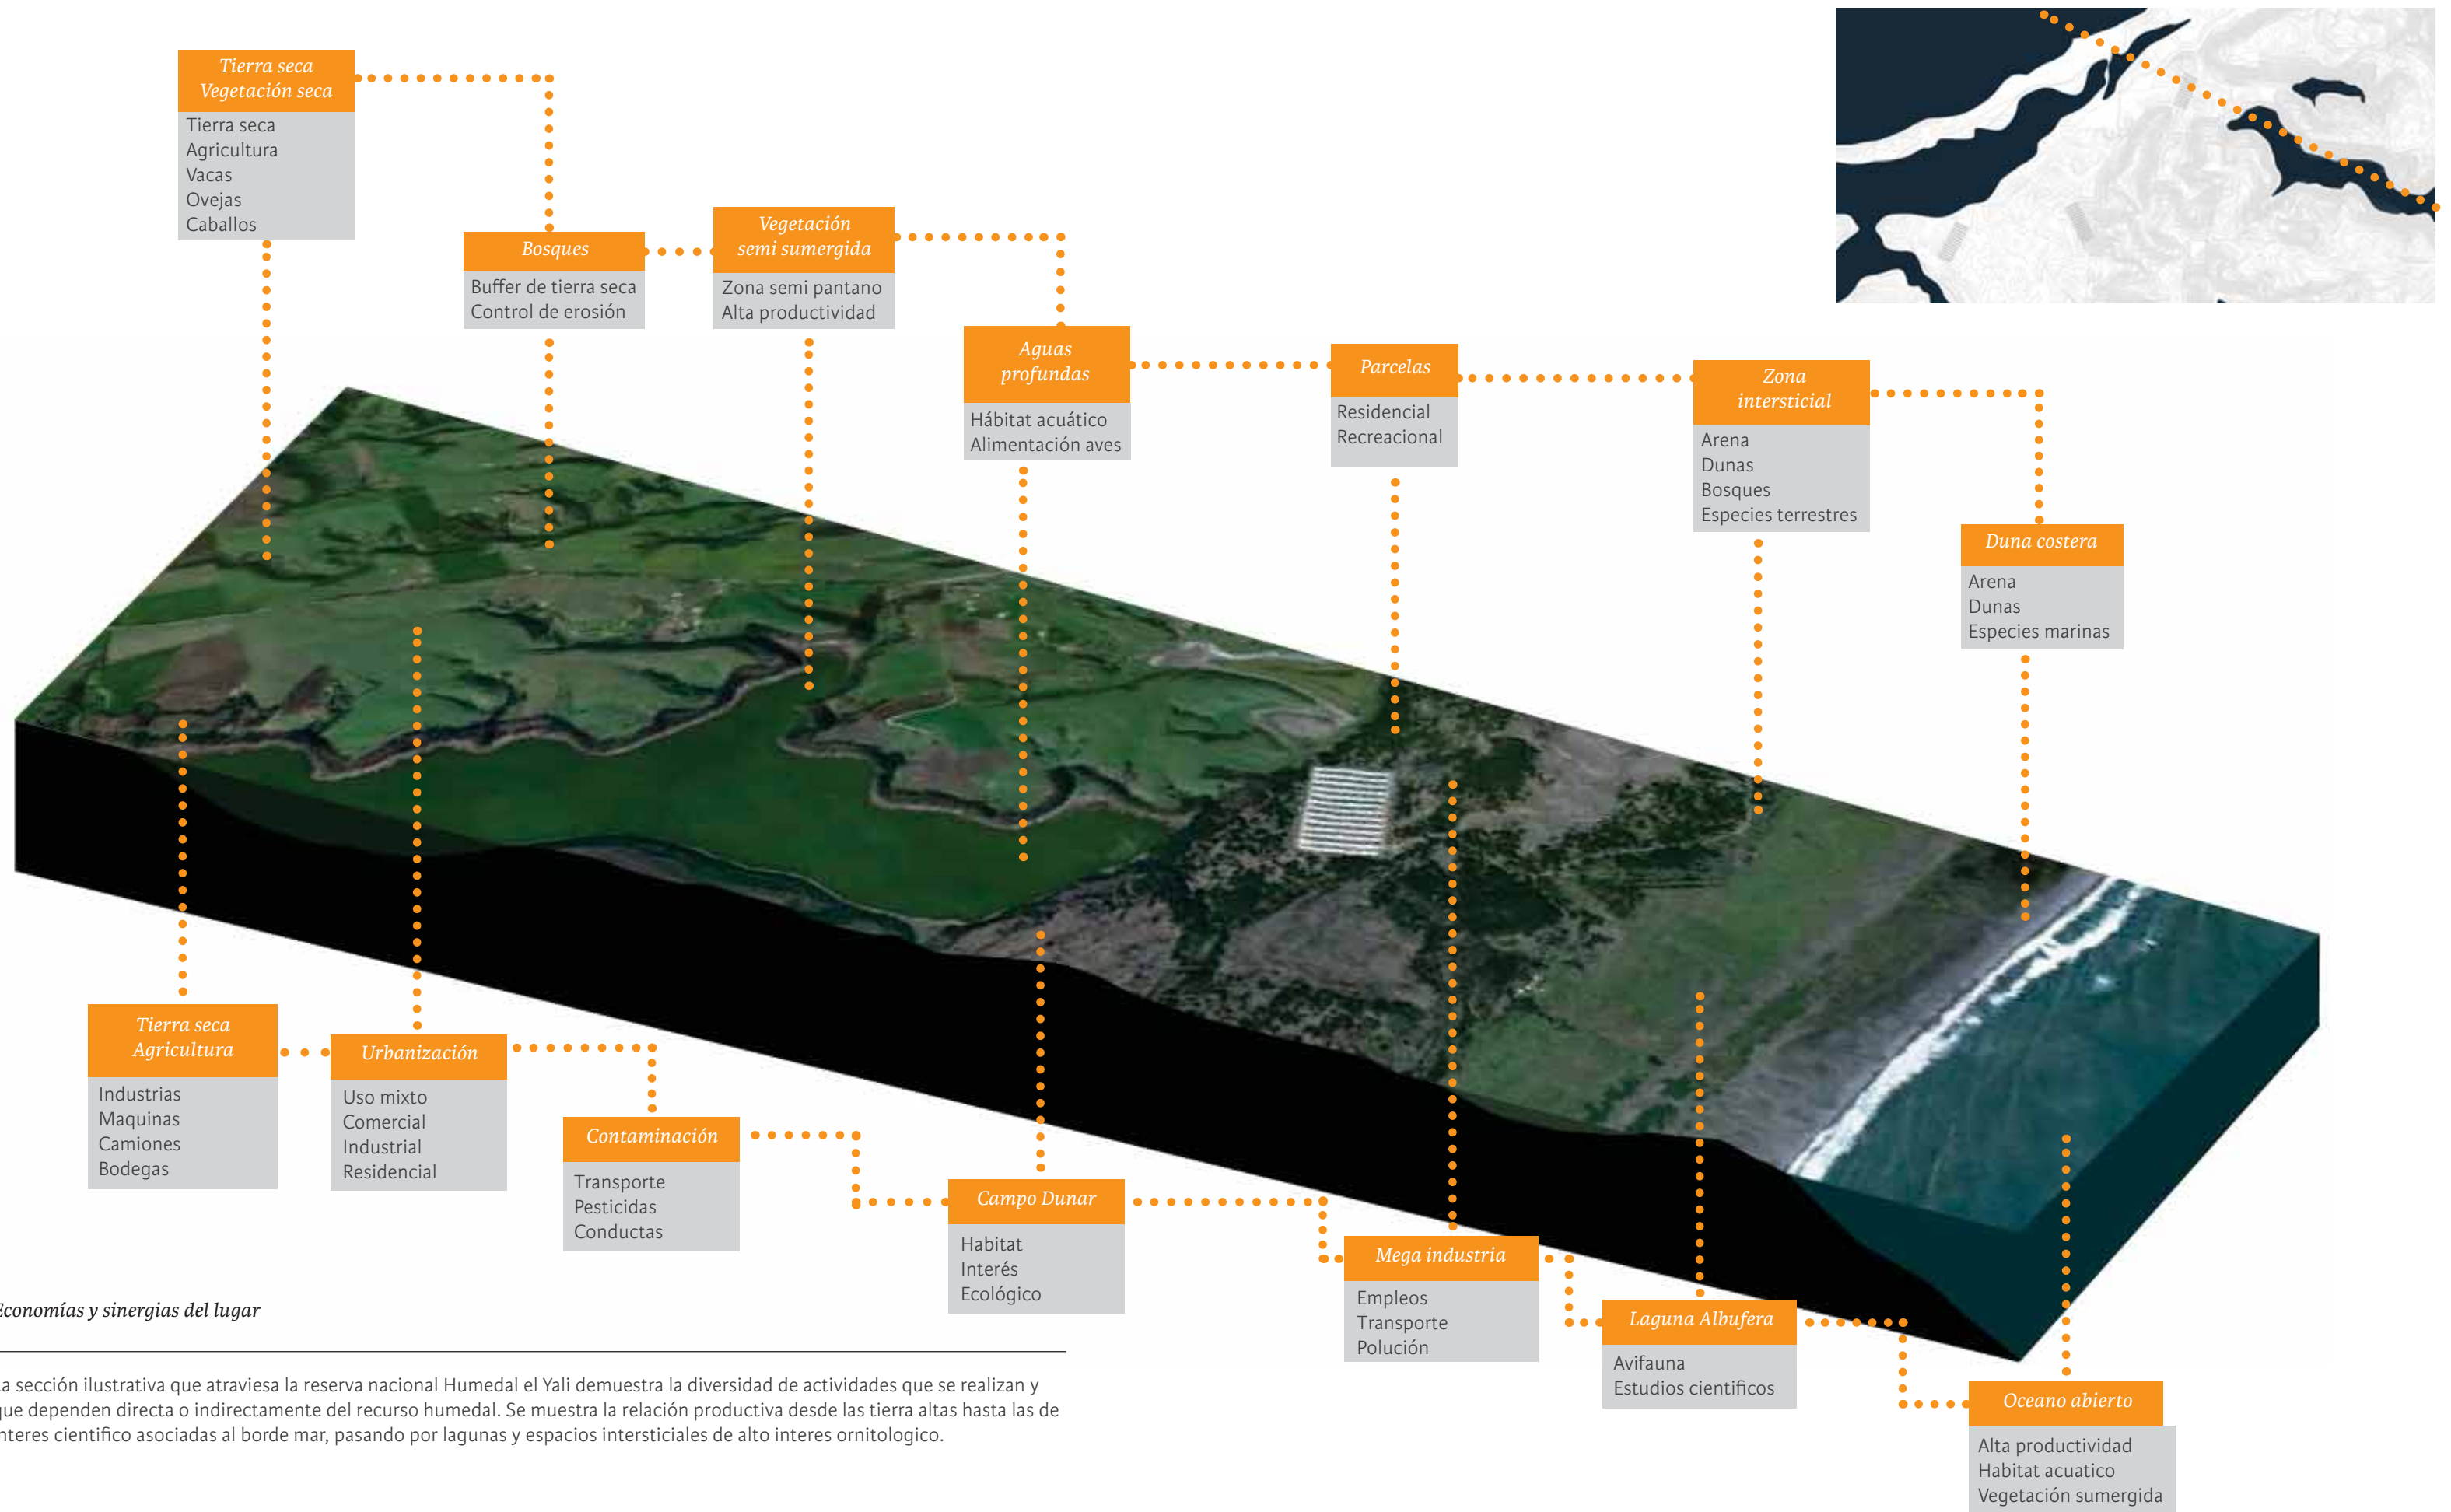 Tierra seca
Vegetación seca
Tierra seca
Agricultura
Vacas
Ovejas
Caballos
Bosques
Buffer de tierra seca
Control de erosión
Vegetación
semi sumergida
Zona semi pantano
Alta productividad
Aguas
profundas
Hábitat acuático
Alimentación aves
Parcelas
Residencial
Recreacional
Zona
intersticial
Arena
Dunas
Bosques
Especies terrestres
Duna costera
Arena
Dunas
Especies marinas
Tierra seca
Agricultura
Industrias
Maquinas
Camiones
Bodegas
Urbanización
Uso mixto
Comercial
Industrial
Residencial
Contaminación
Transporte
Pesticidas
Conductas
Campo Dunar
Habitat
Interés
Ecológico
Mega industria
Empleos
Transporte
Polución
Laguna Albufera
Avifauna
Estudios cientificos
Oceano abierto
Alta productividad
Habitat acuatico
Vegetación sumergida
Economías y sinergias del lugar
La sección ilustrativa que atraviesa la reserva nacional Humedal el Yali demuestra la diversidad de actividades que se realizan y
que dependen directa o indirectamente del recurso humedal. Se muestra la relación productiva desde las tierra altas hasta las de
interes cientifico asociadas al borde mar, pasando por lagunas y espacios intersticiales de alto interes ornitologico.